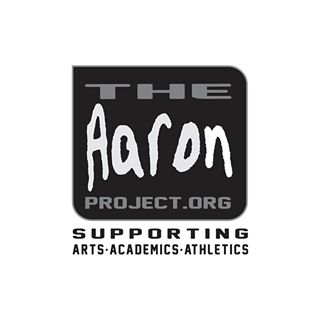 THE
Aaron
PROJECT.ORG
SUPPORTING
ARTS·ACADEMICS·ATHLETICS